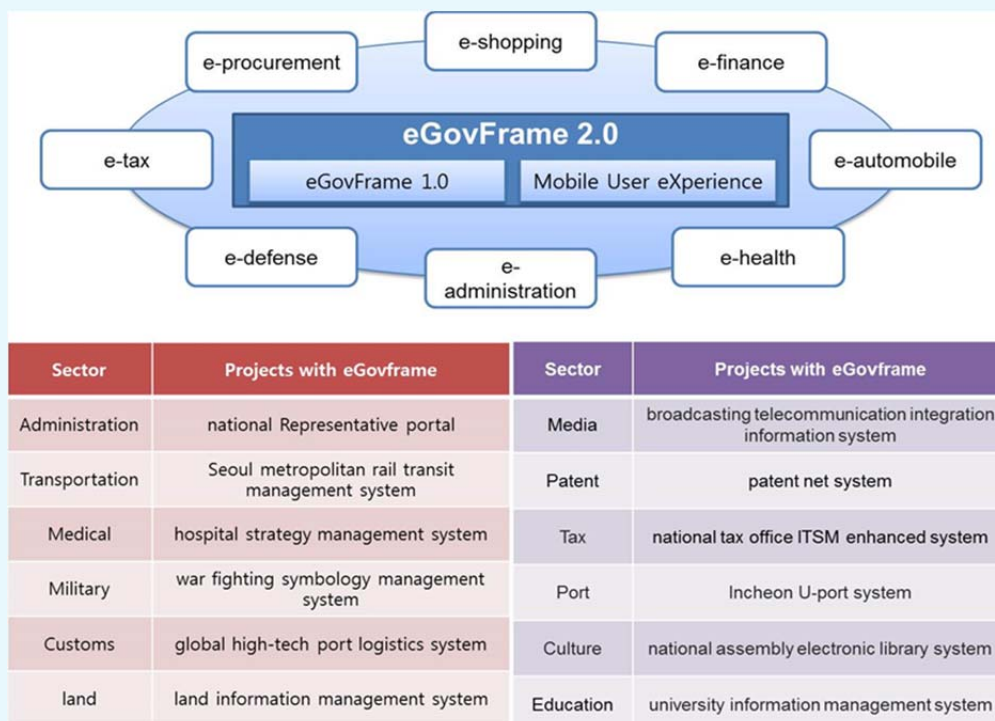 e-shopping
e-procurement
e-finance
eGovFrame 2.0
e-tax
eGovFrame 1.0
Mobile User eXperience
e-automobile
e-defense
e-
administration
e-health
Sector
Projects with eGovframe
Administration
national Representative portal
Transportation
Seoul metropolitan rail transit
management system
Medical
hospital strategy management system
Military
war fighting symbology management
system
Customs
global high-tech port logistics system
land
land information management system
Sector
Projects with eGovframe
Media
broadcasting telecommunication integration
information system
Patent
patent net system
Tax
national tax office ITSM enhanced system
Port
Incheon U-port system
Culture
national assembly electronic library system
Education
university information management system